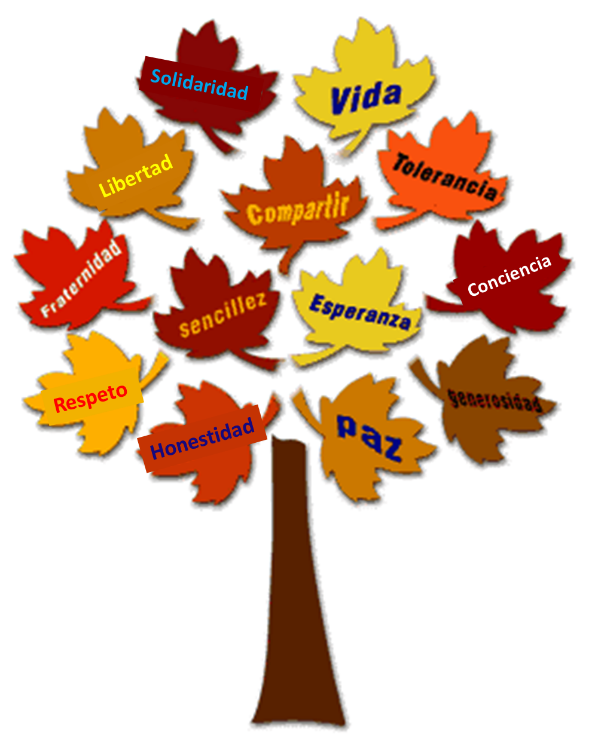 Solidaridad
Vida
Libertad
Compartir
Tolerancia
Fraternidad
sencillez
Esperanza
Conciencia
Respeto
Honestidad
paz
generosidad